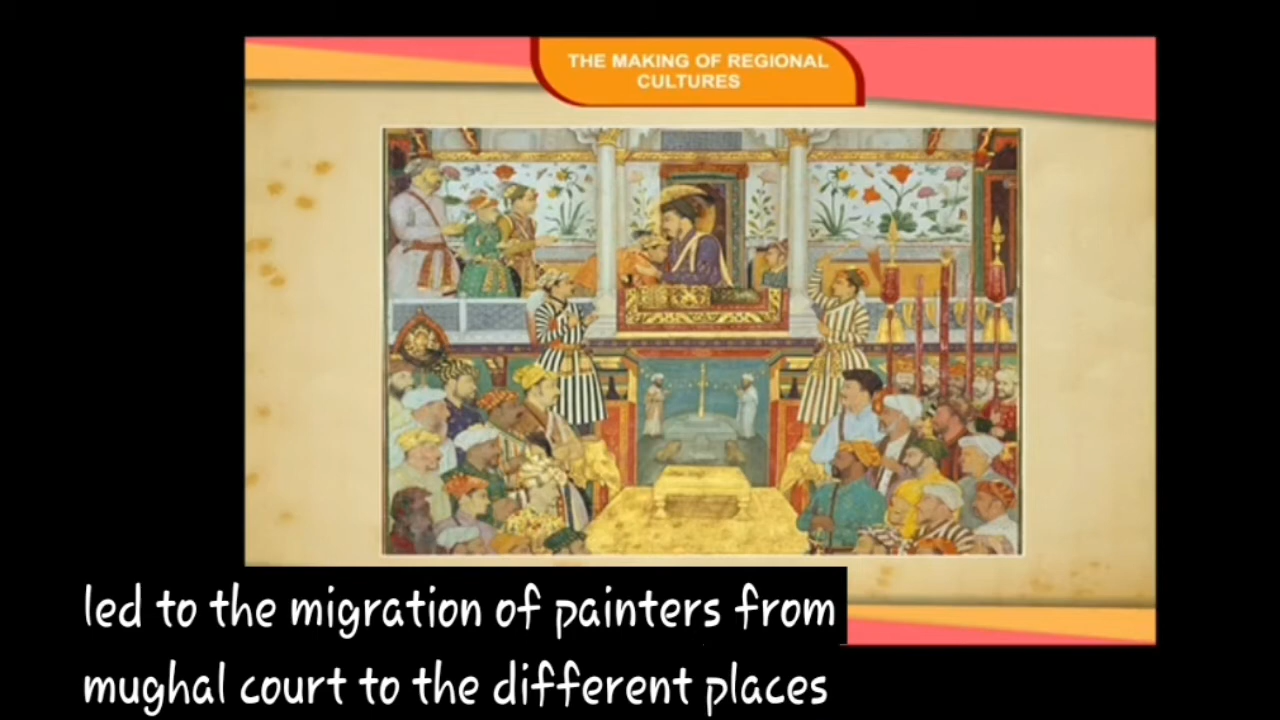 THE MAKING OF REGIONAL
CULTURES
led to the migration of painters from
mughal court to the different places